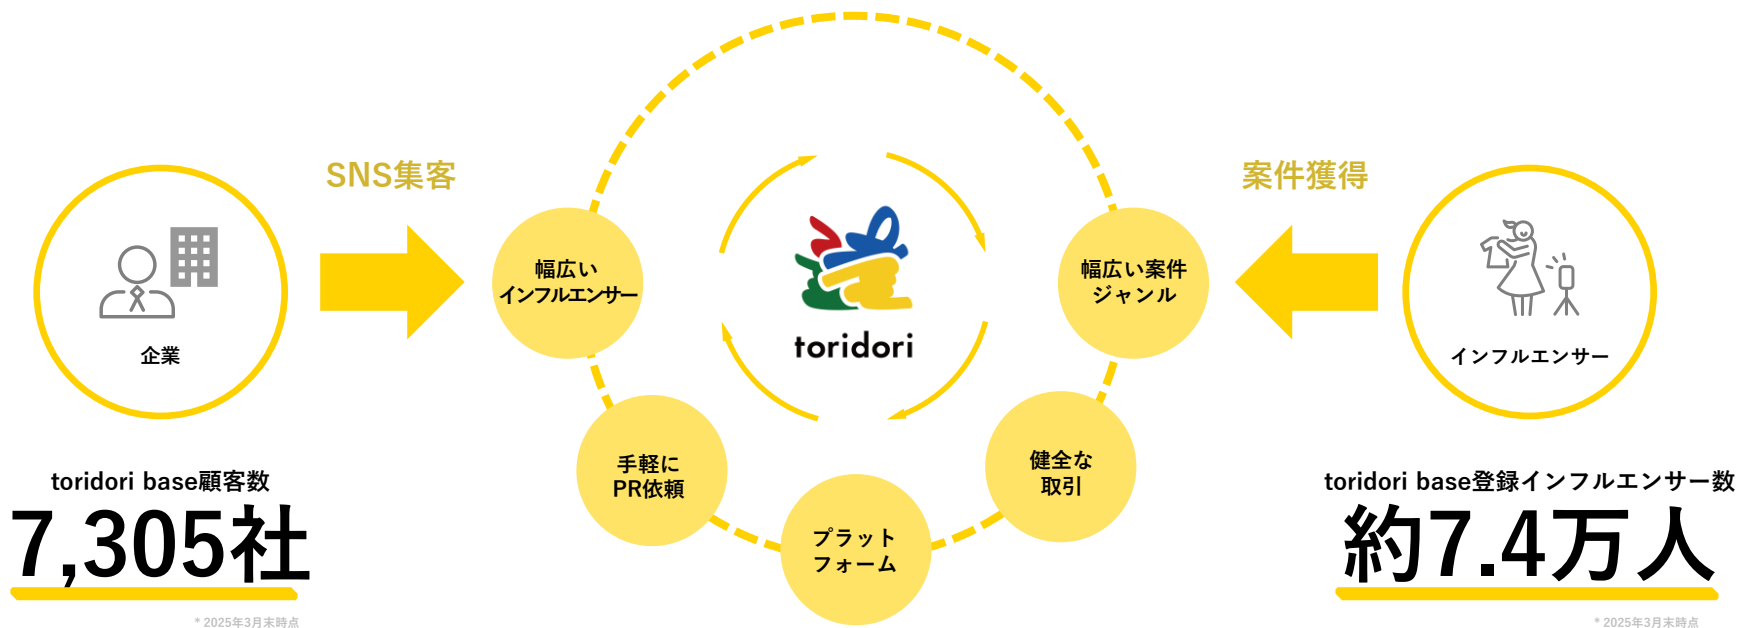 SNS集客
案件獲得
企業
幅広い
インフルエンサー
toridori
幅広い案件
ジャンル
インフルエンサー
手軽に
PR依頼
プラット
フォーム
健全な
取引
toridori base顧客数
7,305社
* 2025年3月末時点
toridori base登録インフルエンサー数
約7.4万人
* 2025年3月末時点